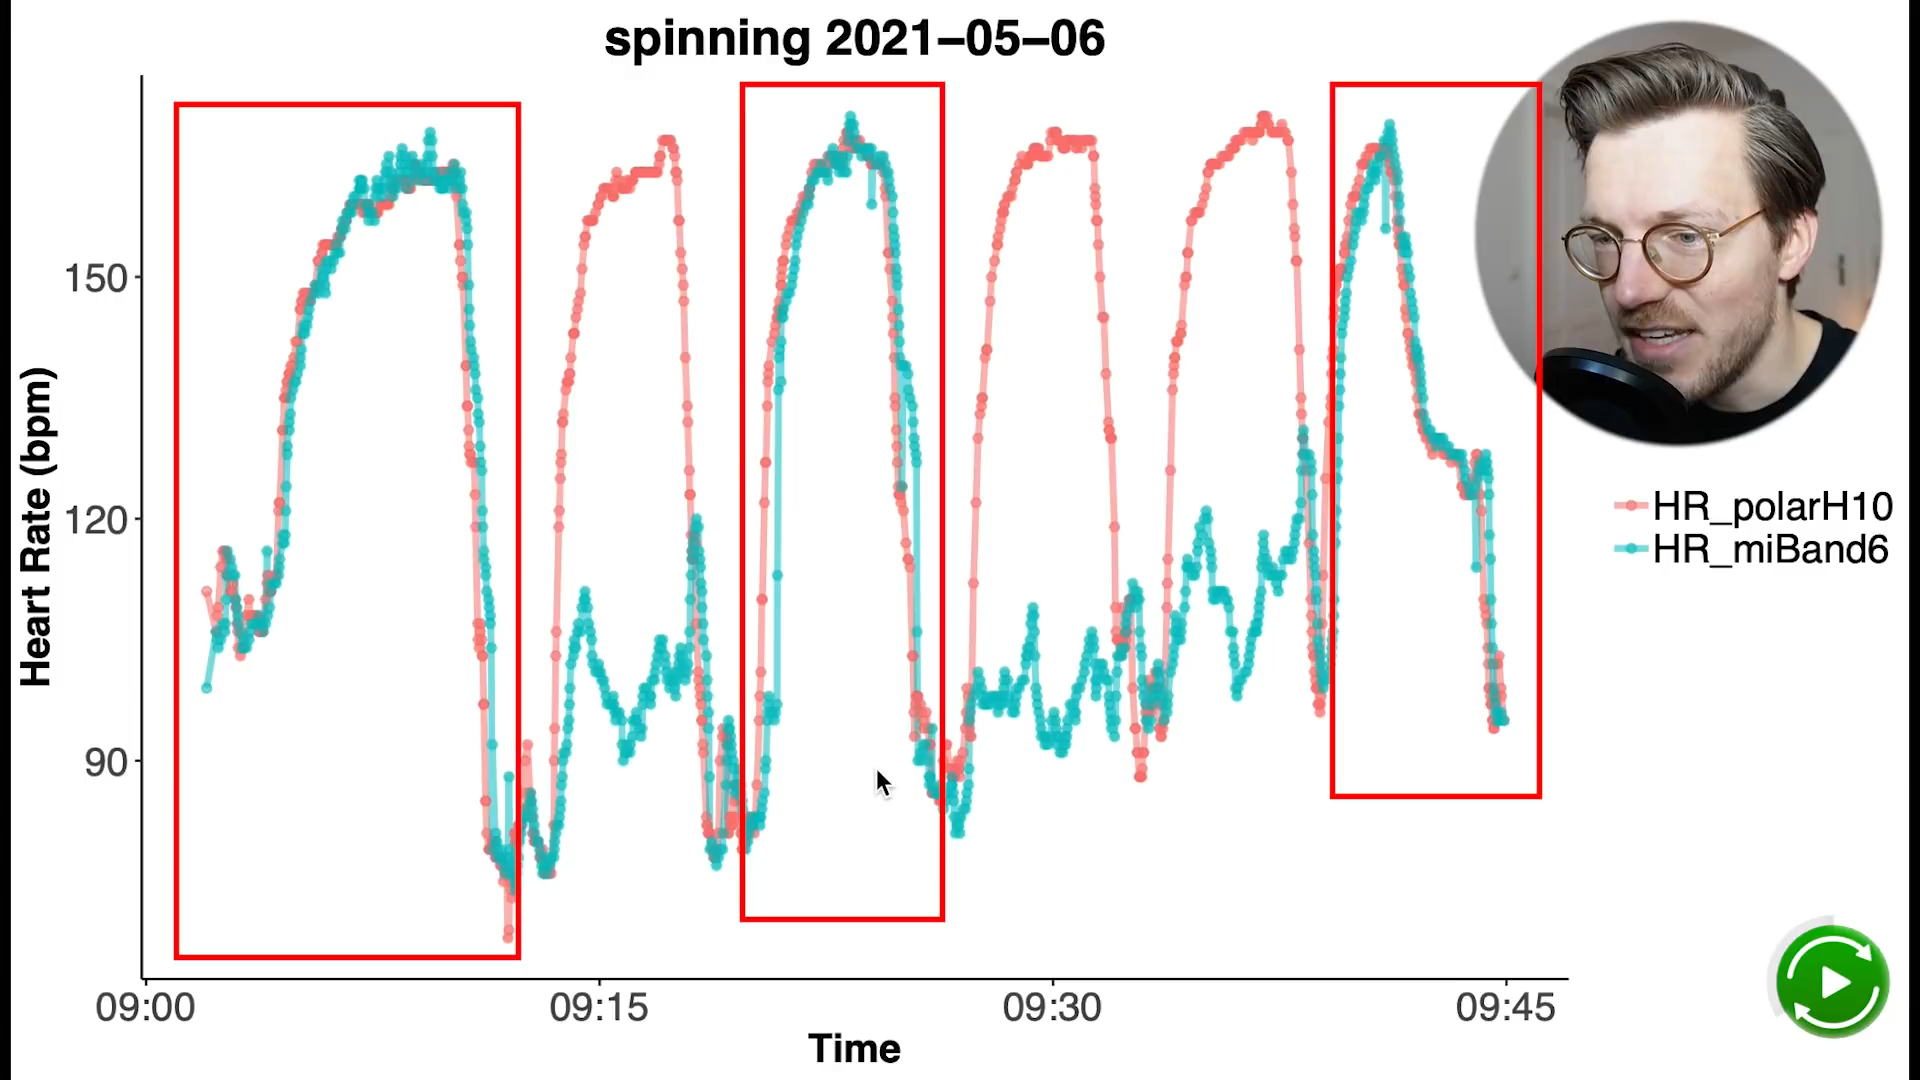 spinning 2021–05–06
Heart Rate (bpm)
150
120
90
HR_polarH10
HR_miBand6
09:00
09:15
09:30
09:45
Time